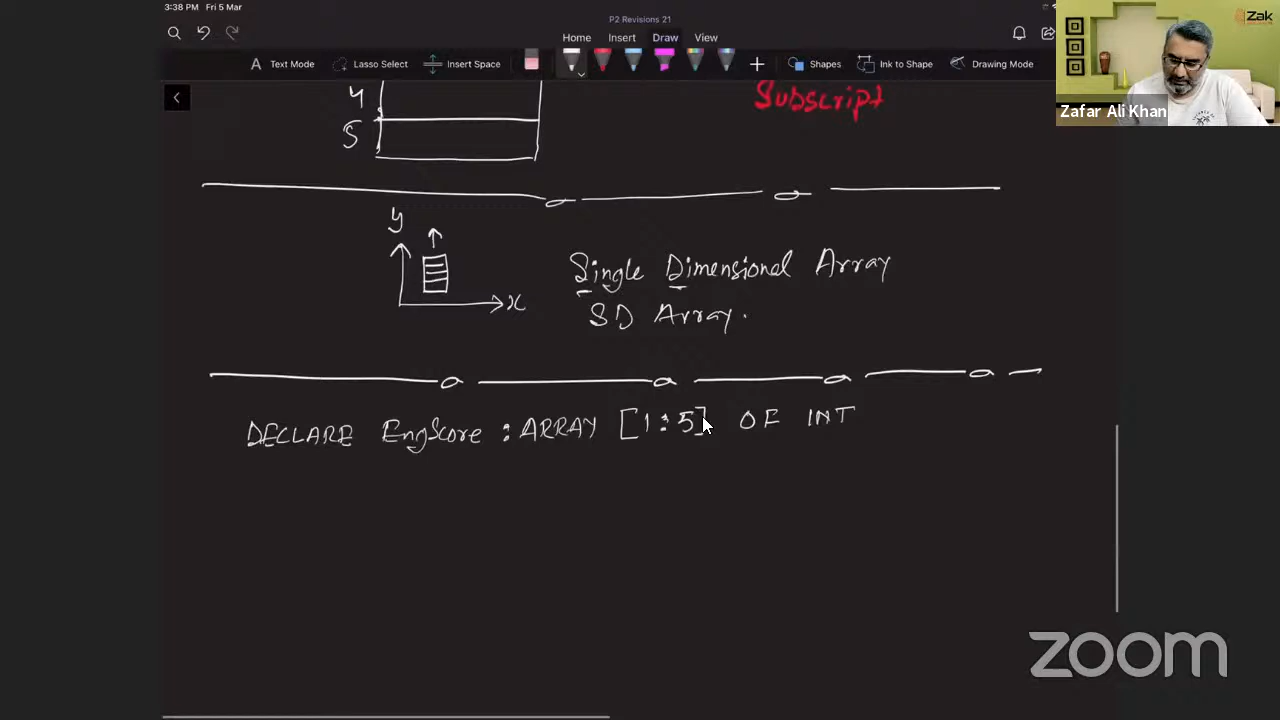 3:38 PM Fri 5 Mar
P2 Revisions 21
Home Insert Draw View
Text Mode Lasso Select Insert Space + Shapes Ink to Shape Drawing Mode
Zak
Zafar Ali Khan
4
5
Subscript
y
x
Single Dimensional Array
SD Array.
DECLARE EngScore : ARRAY [1:5] OF INT
zoom